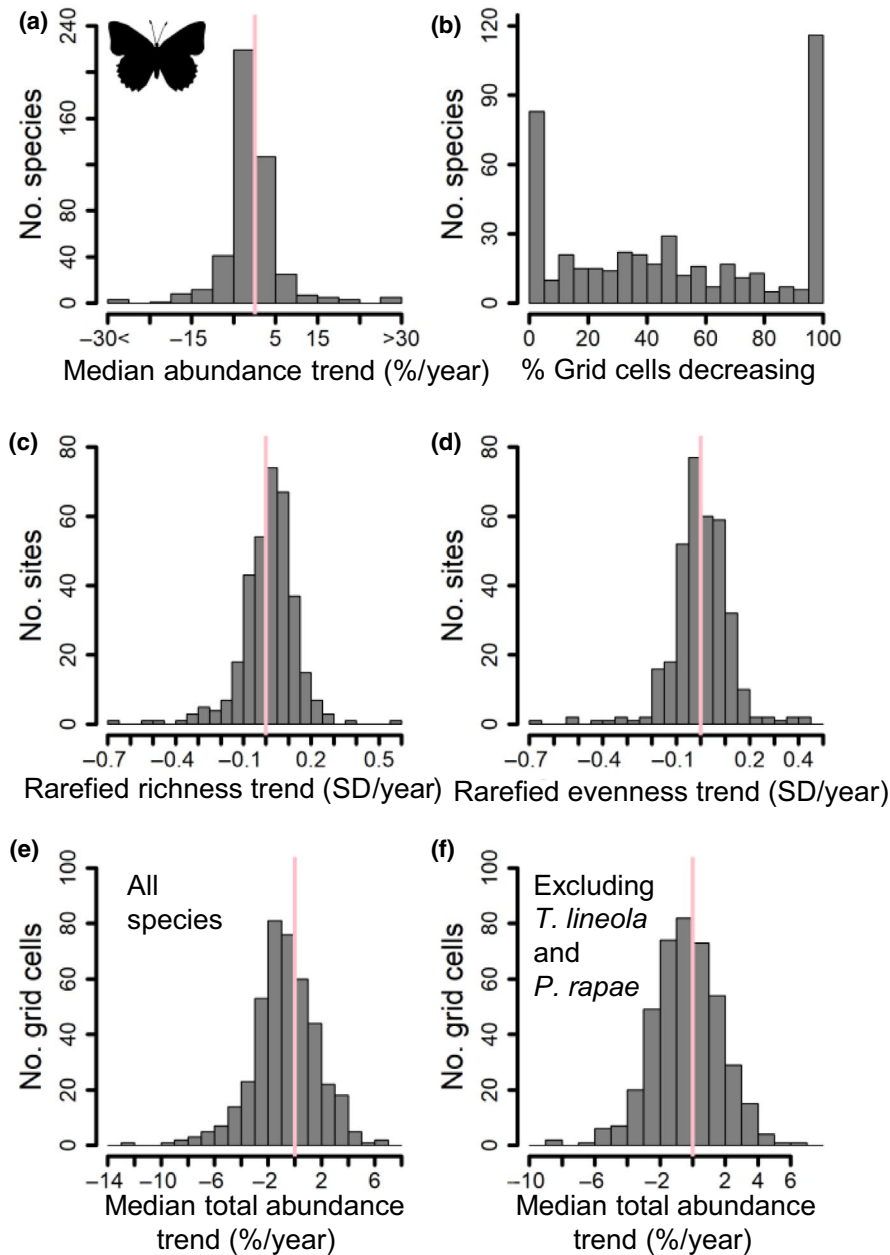 (a)
240
160
80
40
0
No. species
−30< −15 5 15 >30
Median abundance trend (%/year)
(b)
120
90
60
30
0
No. species
0 20 40 60 80 100
% Grid cells decreasing
(c)
80
60
40
20
0
No. sites
−0.7 −0.4 −0.1 0.2 0.5
Rarefied richness trend (SD/year)
(d)
80
60
40
20
0
No. sites
−0.7 −0.4 −0.1 0.2 0.5
Rarefied evenness trend (SD/year)
(e)
All
species
100
80
60
40
20
0
No. grid cells
−14 −10 −6 −2 2 6
Median total abundance
trend (%/year)
(f)
Excluding
T. lineola
and
P. rapae
100
80
60
40
20
0
No. grid cells
−10 −6 −2 2 4 6
Median total abundance
trend (%/year)